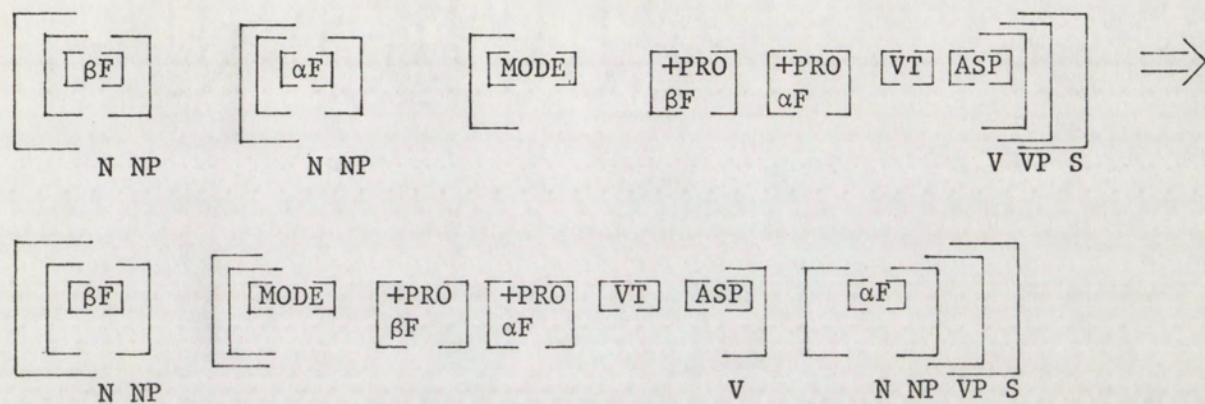 βF αF MODE +PRO +PRO VT ASP ⟹
βF αF
N NP N NP V VP S
βF MODE +PRO +PRO VT ASP αF
βF αF
N NP V N NP VP S